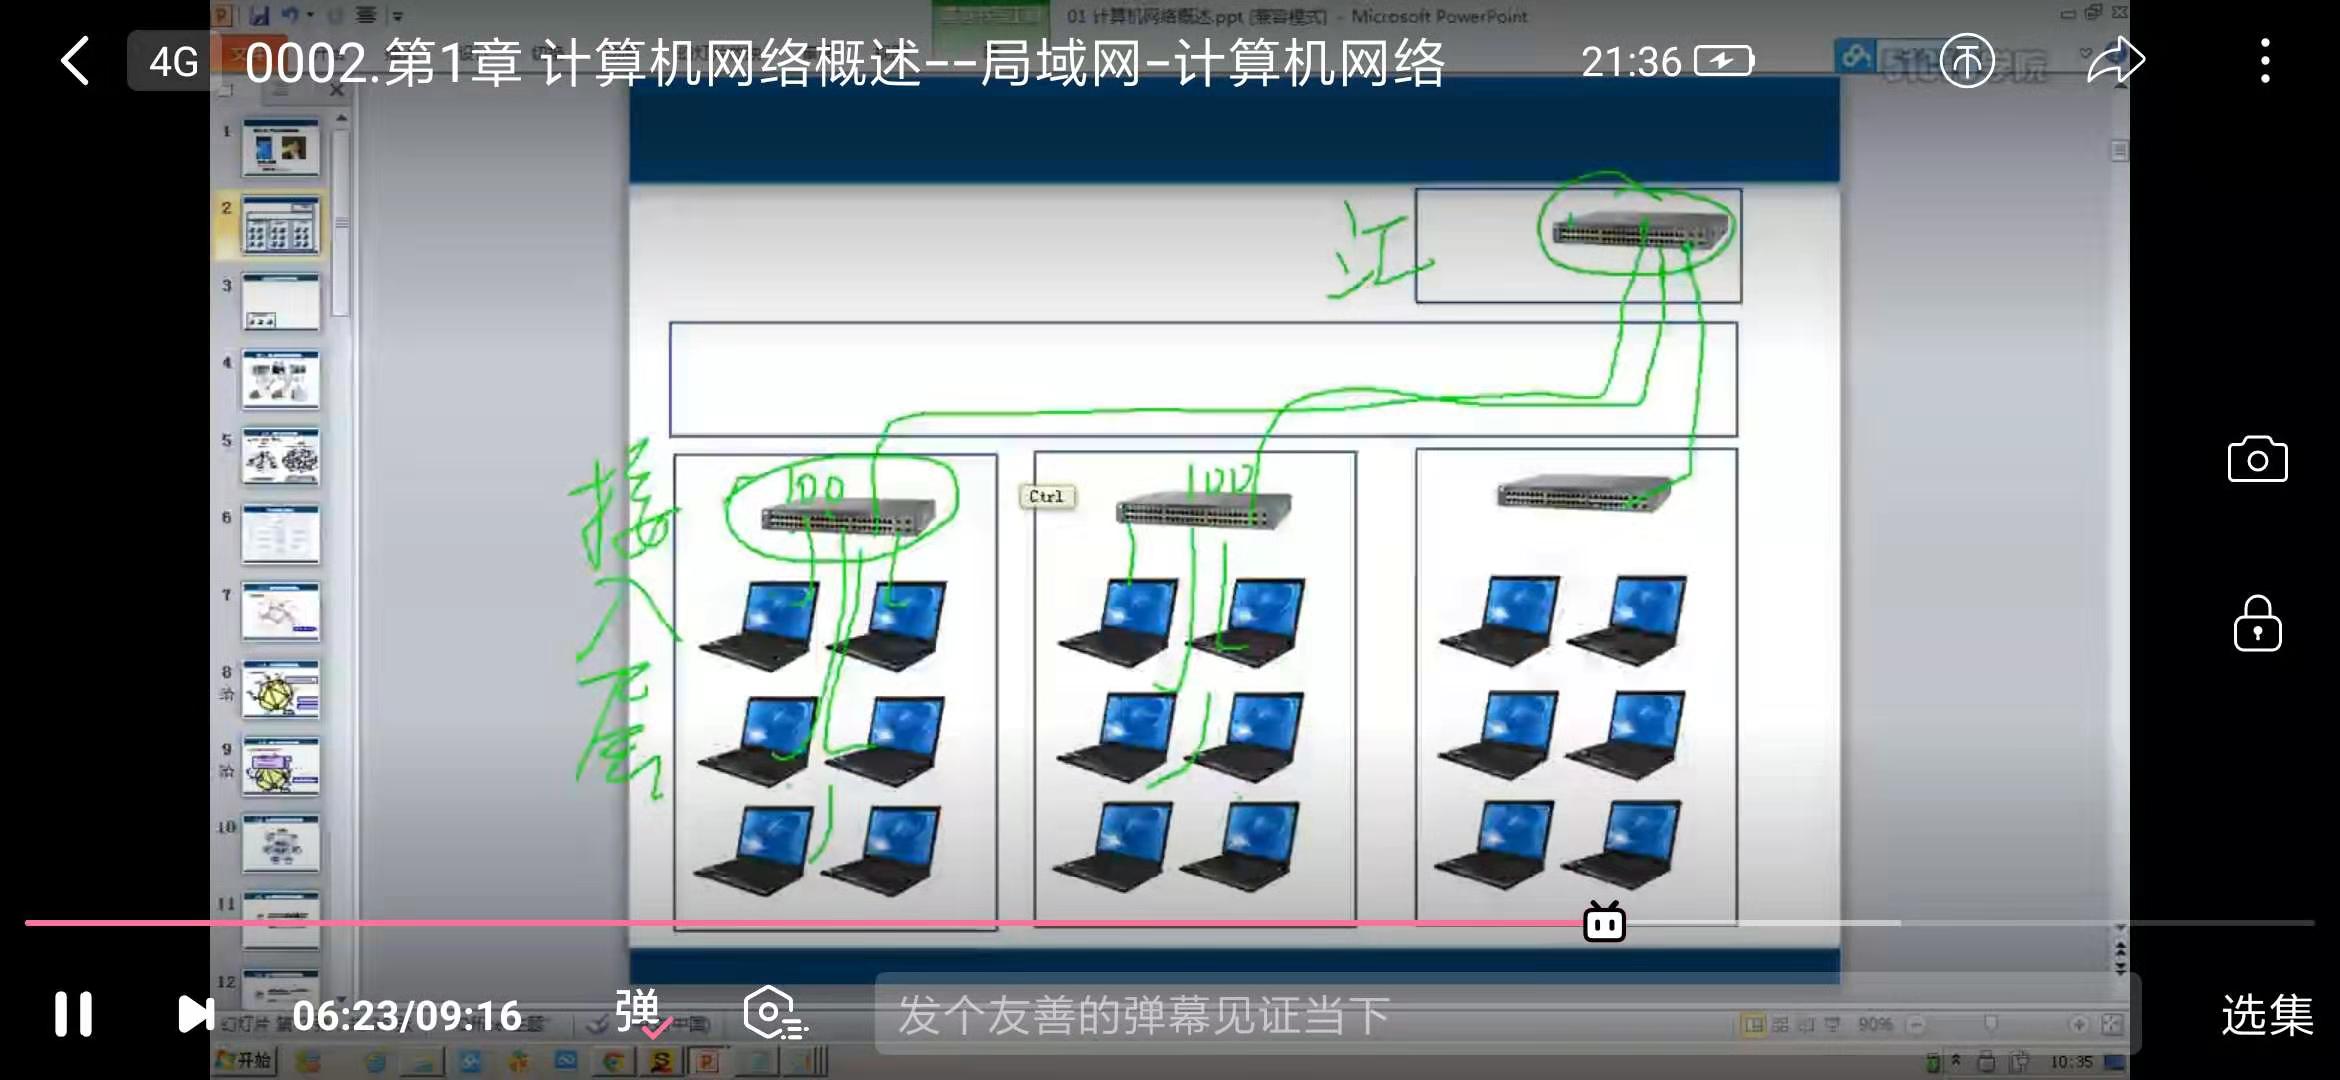 01 计算机网络概述.ppt [兼容模式] - Microsoft PowerPoint
4G
0002.第1章 计算机网络概述--局域网-计算机网络
21:36
1
2
3
4
5
6
7
8
9
10
11
12
汇
接入层
100
100
Ctrl
06:23/09:16
弹
发个友善的弹幕见证当下
选集
90%
开始
10:35